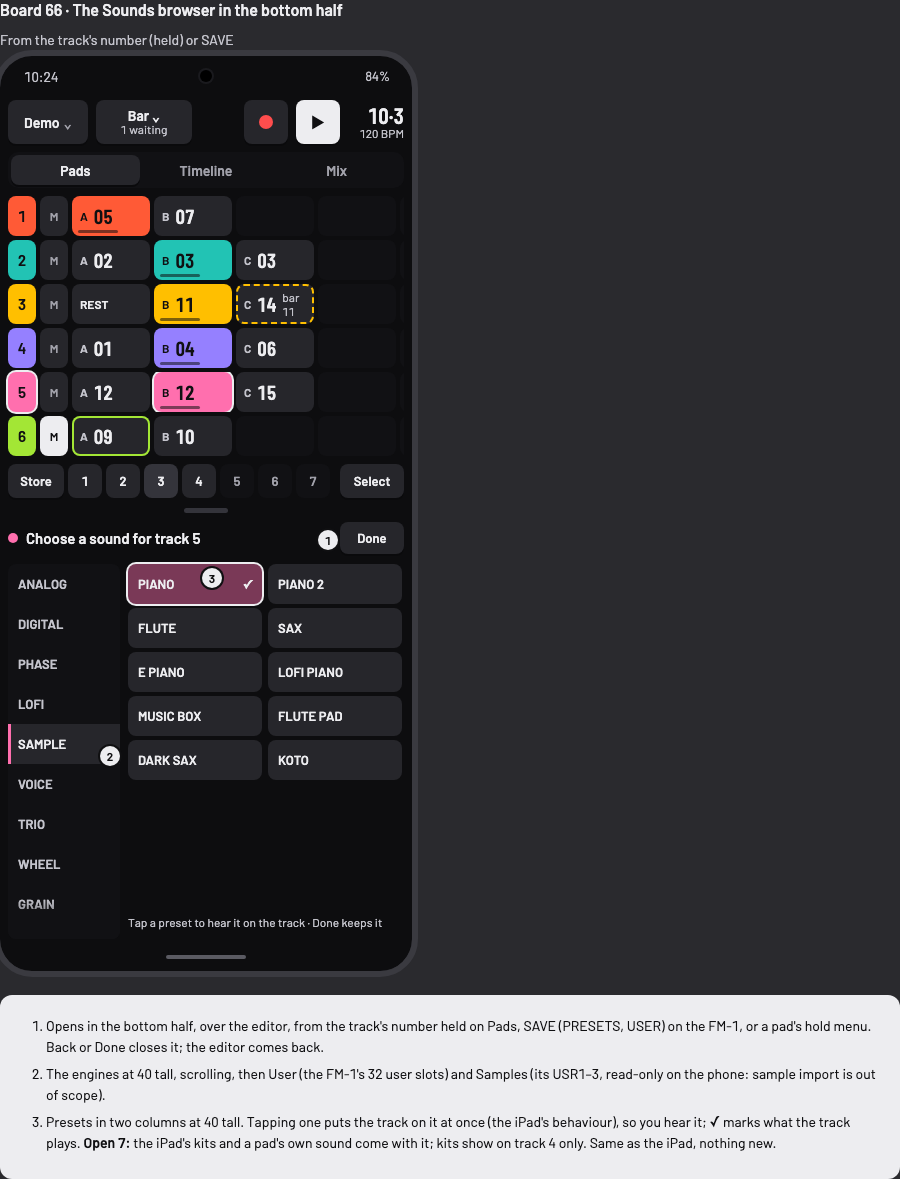 Board 66 · The Sounds browser in the bottom half
From the track's number (held) or SAVE
10:24
84%
Demo
Bar
1 waiting
10·3
120 BPM
Pads
Timeline
Mix
1 M A 05 B 07
2 M A 02 B 03 C 03
3 M REST B 11 C 14 bar 11
4 M A 01 B 04 C 06
5 M A 12 B 12 C 15
6 M A 09 B 10
Store 1 2 3 4 5 6 7 Select
Choose a sound for track 5
1
Done
ANALOG
DIGITAL
PHASE
LOFI
SAMPLE
2
VOICE
TRIO
WHEEL
GRAIN
PIANO 3 ✓
PIANO 2
FLUTE
SAX
E PIANO
LOFI PIANO
MUSIC BOX
FLUTE PAD
DARK SAX
KOTO
Tap a preset to hear it on the track · Done keeps it
1. Opens in the bottom half, over the editor, from the track's number held on Pads, SAVE (PRESETS, USER) on the FM-1, or a pad's hold menu.
Back or Done closes it; the editor comes back.
2. The engines at 40 tall, scrolling, then User (the FM-1's 32 user slots) and Samples (its USR1–3, read-only on the phone: sample import is out
of scope).
3. Presets in two columns at 40 tall. Tapping one puts the track on it at once (the iPad's behaviour), so you hear it; ✓ marks what the track
plays. Open 7: the iPad's kits and a pad's own sound come with it; kits show on track 4 only. Same as the iPad, nothing new.